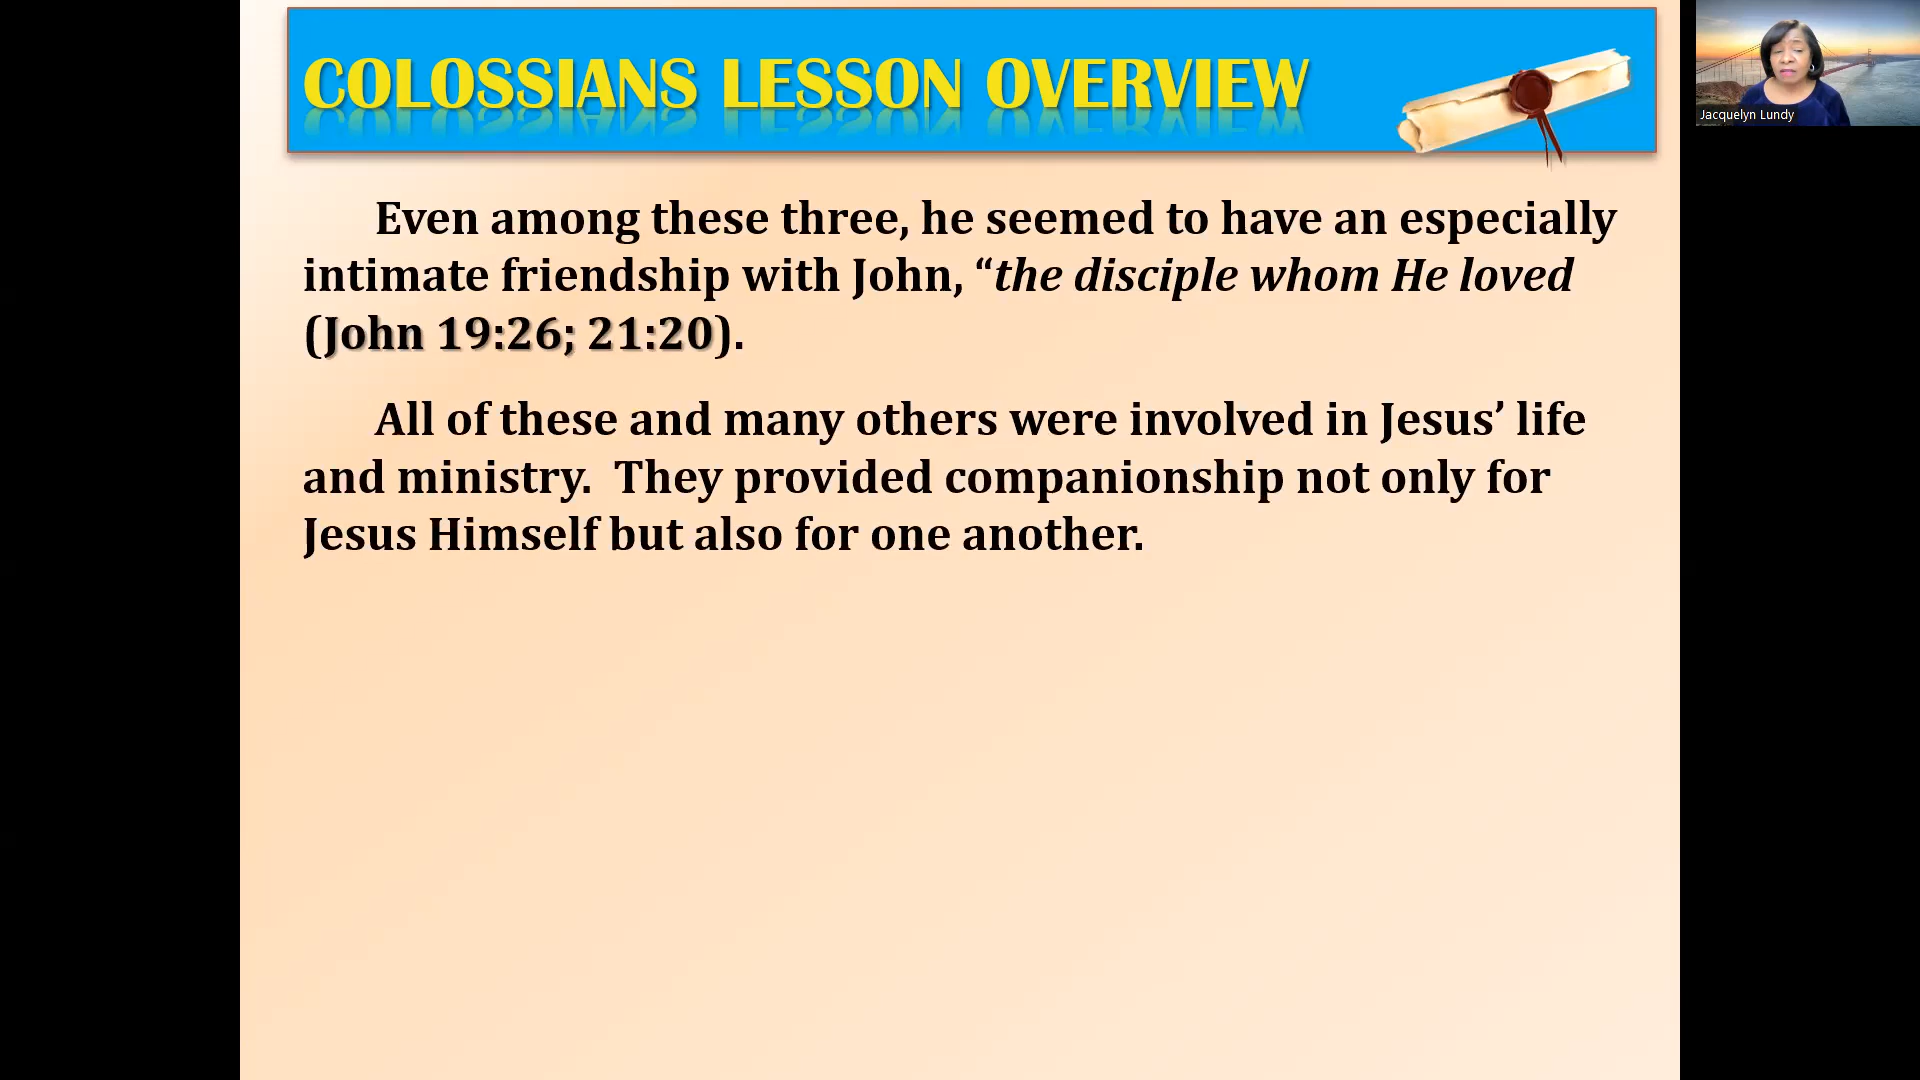 COLOSSIANS LESSON OVERVIEW
Jacquelyn Lundy
Even among these three, he seemed to have an especially
intimate friendship with John, “the disciple whom He loved
(John 19:26; 21:20).
All of these and many others were involved in Jesus’ life
and ministry.  They provided companionship not only for
Jesus Himself but also for one another.